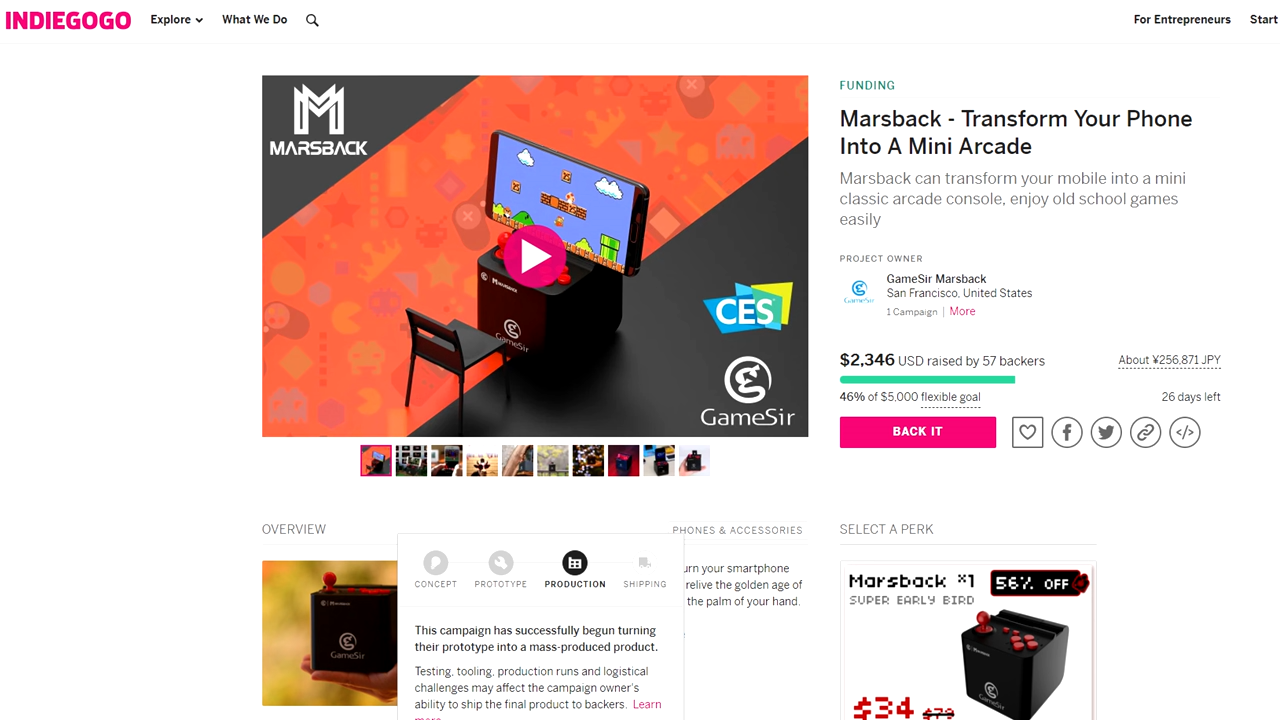 INDIEGOGO Explore What We Do For Entrepreneurs Start
MARSBACK
MARSBACK
GameSir
CES
GameSir
FUNDING
Marsback - Transform Your Phone
Into A Mini Arcade
Marsback can transform your mobile into a mini
classic arcade console, enjoy old school games
easily
PROJECT OWNER
GameSir
GameSir Marsback
San Francisco, United States
1 Campaign | More
$2,346 USD raised by 57 backers About ¥256,871 JPY
46% of $5,000 flexible goal 26 days left
BACK IT
OVERVIEW
PHONES & ACCESSORIES
CONCEPT PROTOTYPE PRODUCTION SHIPPING
This campaign has successfully begun turning
their prototype into a mass-produced product.
Testing, tooling, production runs and logistical
challenges may affect the campaign owner's
ability to ship the final product to backers. Learn
urn your smartphone
relive the golden age of
the palm of your hand.
GameSir
SELECT A PERK
Marsback x1 56% OFF
SUPER EARLY BIRD
GameSir
$34 $79